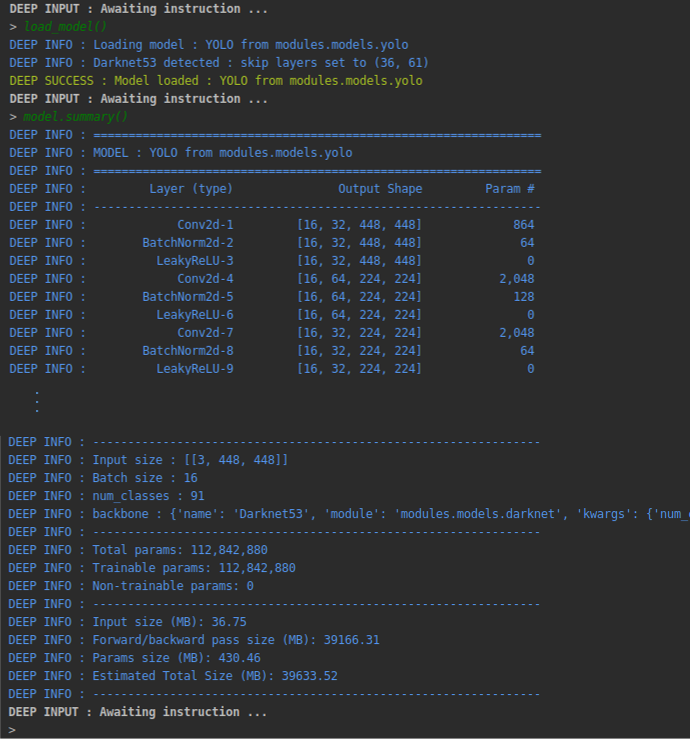 DEEP INPUT : Awaiting instruction ...
> load_model()
DEEP INFO : Loading model : YOLO from modules.models.yolo
DEEP INFO : Darknet53 detected : skip layers set to (36, 61)
DEEP SUCCESS : Model loaded : YOLO from modules.models.yolo
DEEP INPUT : Awaiting instruction ...
> model.summary()
DEEP INFO : ================================================================
DEEP INFO : MODEL : YOLO from modules.models.yolo
DEEP INFO : ================================================================
DEEP INFO : Layer (type) Output Shape Param #
DEEP INFO : ----------------------------------------------------------------
DEEP INFO : Conv2d-1 [16, 32, 448, 448] 864
DEEP INFO : BatchNorm2d-2 [16, 32, 448, 448] 64
DEEP INFO : LeakyReLU-3 [16, 32, 448, 448] 0
DEEP INFO : Conv2d-4 [16, 64, 224, 224] 2,048
DEEP INFO : BatchNorm2d-5 [16, 64, 224, 224] 128
DEEP INFO : LeakyReLU-6 [16, 64, 224, 224] 0
DEEP INFO : Conv2d-7 [16, 32, 224, 224] 2,048
DEEP INFO : BatchNorm2d-8 [16, 32, 224, 224] 64
DEEP INFO : LeakyReLU-9 [16, 32, 224, 224] 0
.
.
.
DEEP INFO : ----------------------------------------------------------------
DEEP INFO : Input size : [[3, 448, 448]]
DEEP INFO : Batch size : 16
DEEP INFO : num_classes : 91
DEEP INFO : backbone : {'name': 'Darknet53', 'module': 'modules.models.darknet', 'kwargs': {'num_
DEEP INFO : ----------------------------------------------------------------
DEEP INFO : Total params: 112,842,880
DEEP INFO : Trainable params: 112,842,880
DEEP INFO : Non-trainable params: 0
DEEP INFO : ----------------------------------------------------------------
DEEP INFO : Input size (MB): 36.75
DEEP INFO : Forward/backward pass size (MB): 39166.31
DEEP INFO : Params size (MB): 430.46
DEEP INFO : Estimated Total Size (MB): 39633.52
DEEP INFO : ----------------------------------------------------------------
DEEP INPUT : Awaiting instruction ...
>